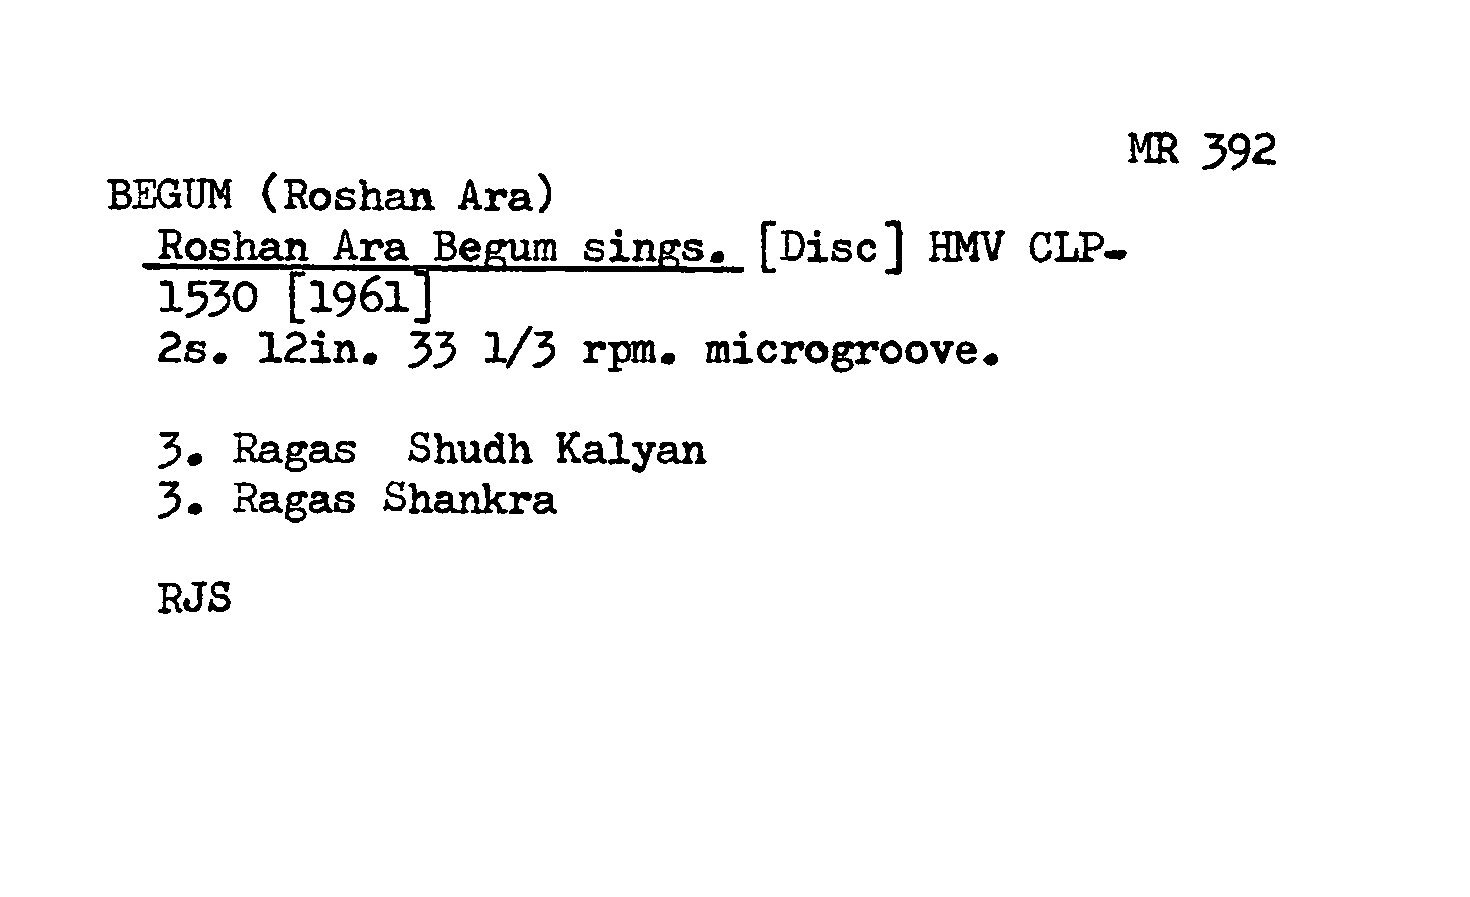 MR 392
BEGUM (Roshan Ara)
Roshan Ara Begum sings. [Disc] HMV CLP-
1530 [1961]
2s. 12in. 33 1/3 rpm. microgroove.
3. Ragas Shudh Kalyan
3. Ragas Shankra
RJS